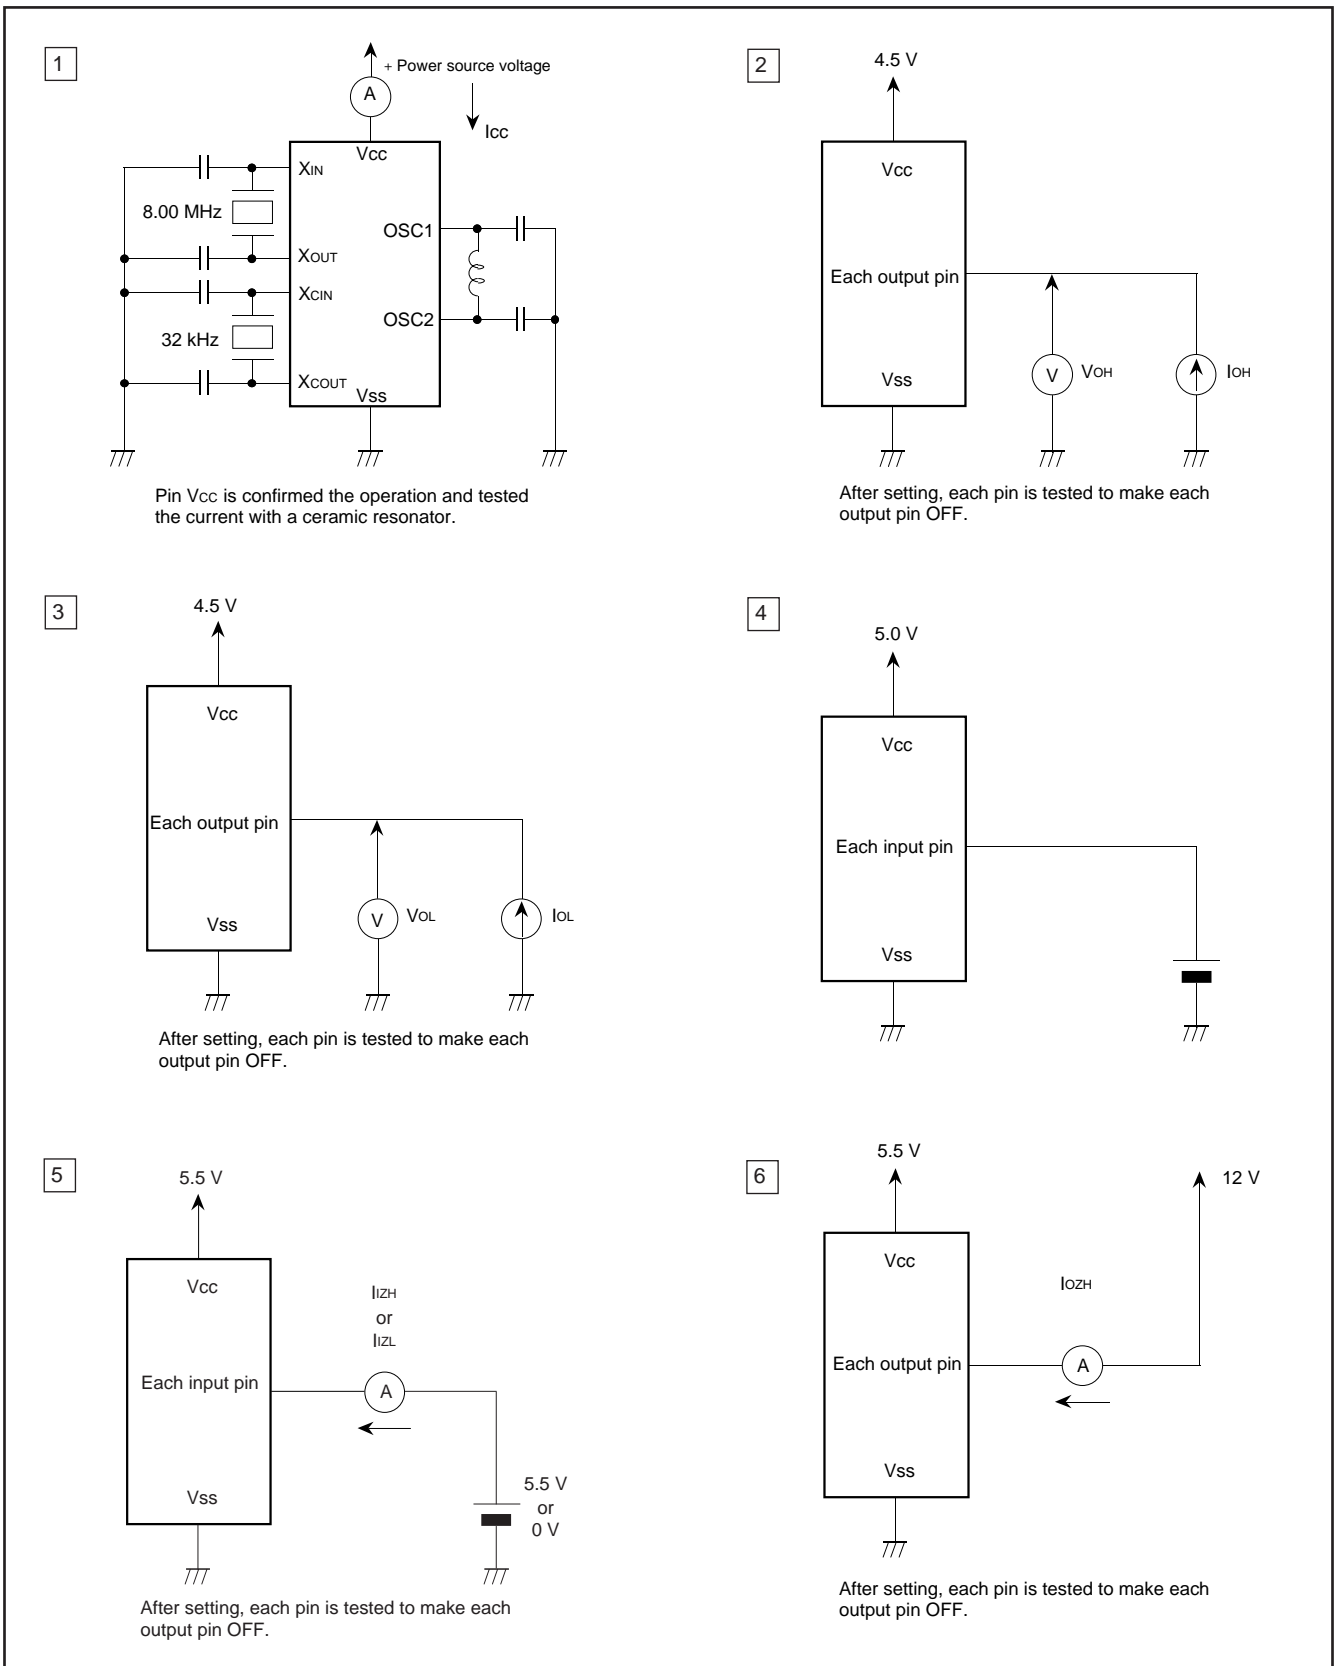 1
+ Power source voltage
A
Icc
Vcc
XIN
8.00 MHz
OSC1
XOUT
XCIN
32 kHz
OSC2
XCOUT
Vss
Pin Vcc is confirmed the operation and tested
the current with a ceramic resonator.
2
4.5 V
Vcc
Each output pin
V
VOH
IOH
Vss
After setting, each pin is tested to make each
output pin OFF.
3
4.5 V
Vcc
Each output pin
V
VOL
IOL
Vss
After setting, each pin is tested to make each
output pin OFF.
4
5.0 V
Vcc
Each input pin
Vss
5
5.5 V
Vcc
IIZH
or
IIZL
Each input pin
A
Vss
5.5 V
or
0 V
After setting, each pin is tested to make each
output pin OFF.
6
5.5 V
12 V
Vcc
IOZH
Each output pin
A
Vss
After setting, each pin is tested to make each
output pin OFF.